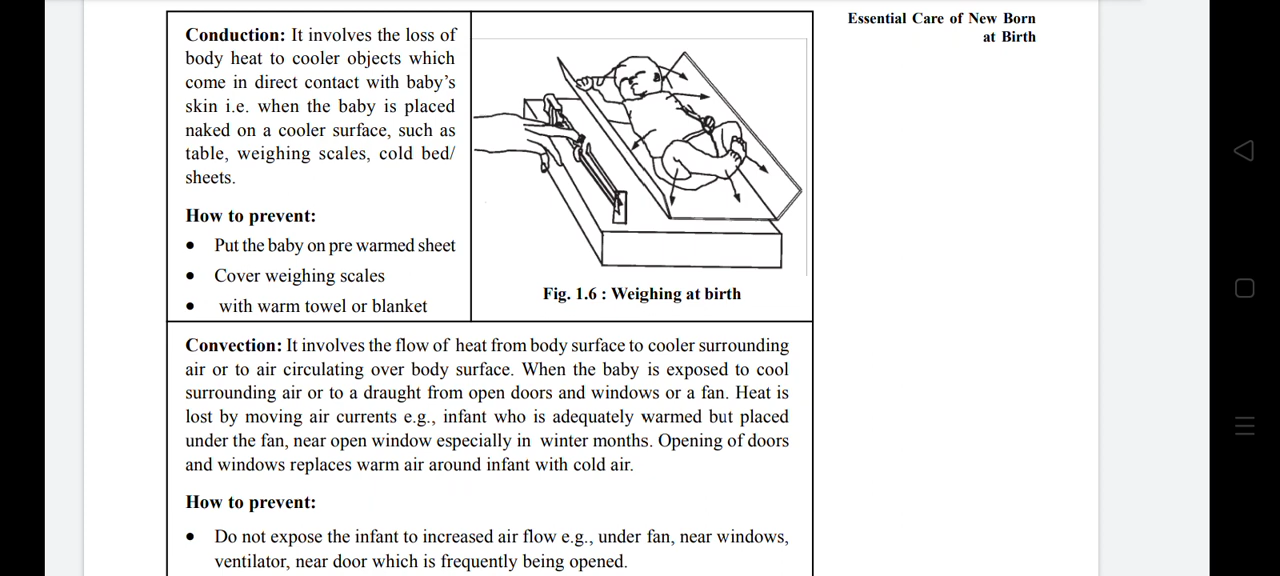 Essential Care of New Born
at Birth
Conduction: It involves the loss of
body heat to cooler objects which
come in direct contact with baby's
skin i.e. when the baby is placed
naked on a cooler surface, such as
table, weighing scales, cold bed/
sheets.
How to prevent:
• Put the baby on pre warmed sheet
• Cover weighing scales
• with warm towel or blanket
Fig. 1.6 : Weighing at birth
Convection: It involves the flow of heat from body surface to cooler surrounding
air or to air circulating over body surface. When the baby is exposed to cool
surrounding air or to a draught from open doors and windows or a fan. Heat is
lost by moving air currents e.g., infant who is adequately warmed but placed
under the fan, near open window especially in winter months. Opening of doors
and windows replaces warm air around infant with cold air.
How to prevent:
• Do not expose the infant to increased air flow e.g., under fan, near windows,
ventilator, near door which is frequently being opened.